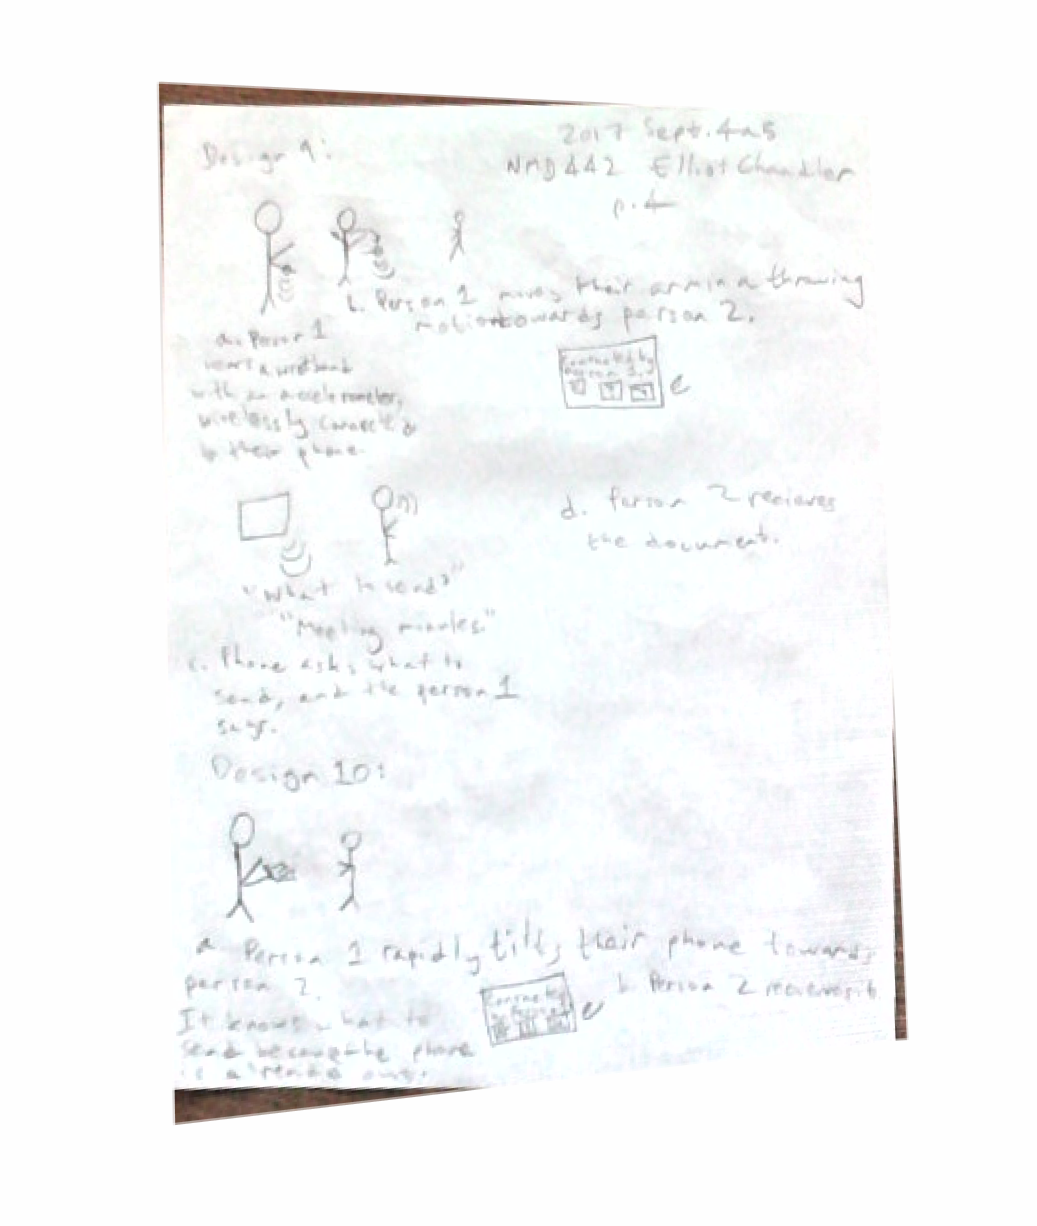 2017 Sept. 4-5
Design 9:
NMD 442 Elliot Chandler
p. 4
a. Person 1
wears a wristband
with an accelerometer,
wirelessly connected
to their phone.
b. Person 1 moves their arm in a throwing
motion towards person 2.
Contacted by
Person 1.
"What to send?"
"Meeting minutes."
c. Phone asks what to
send, and the person 1
says.
d. Person 2 recieves
the document.
Design 10:
a Person 1 rapidly tilts their phone towards
person 2.
It knows what to
send because the phone
is already
Contacted
by Person 1
b. Person 2 recieves it